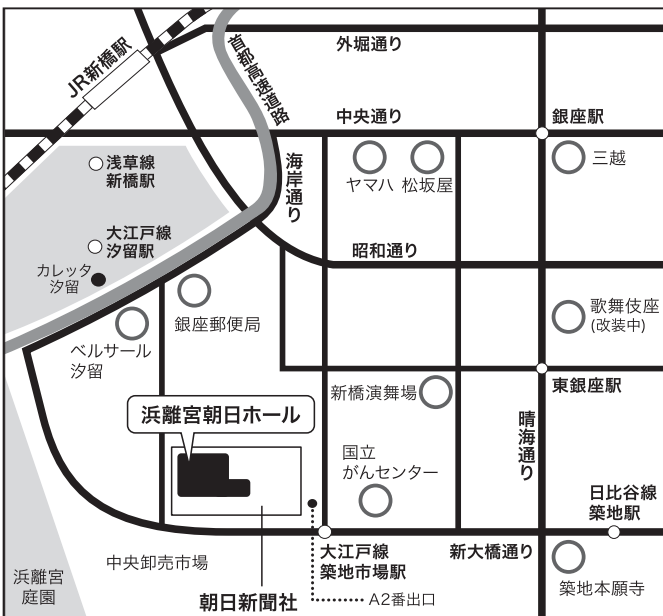 外堀通り
JR新橋駅
首都高速道路
中央通り
銀座駅
浅草線
新橋駅
海岸通り
ヤマハ
松坂屋
三越
大江戸線
汐留駅
昭和通り
カレッタ
汐留
銀座郵便局
歌舞伎座
(改装中)
ベルサール
汐留
東銀座駅
新橋演舞場
浜離宮朝日ホール
晴海通り
国立
がんセンター
日比谷線
築地駅
中央卸売市場
大江戸線
築地市場駅
新大橋通り
浜離宮
庭園
朝日新聞社
A2番出口
築地本願寺